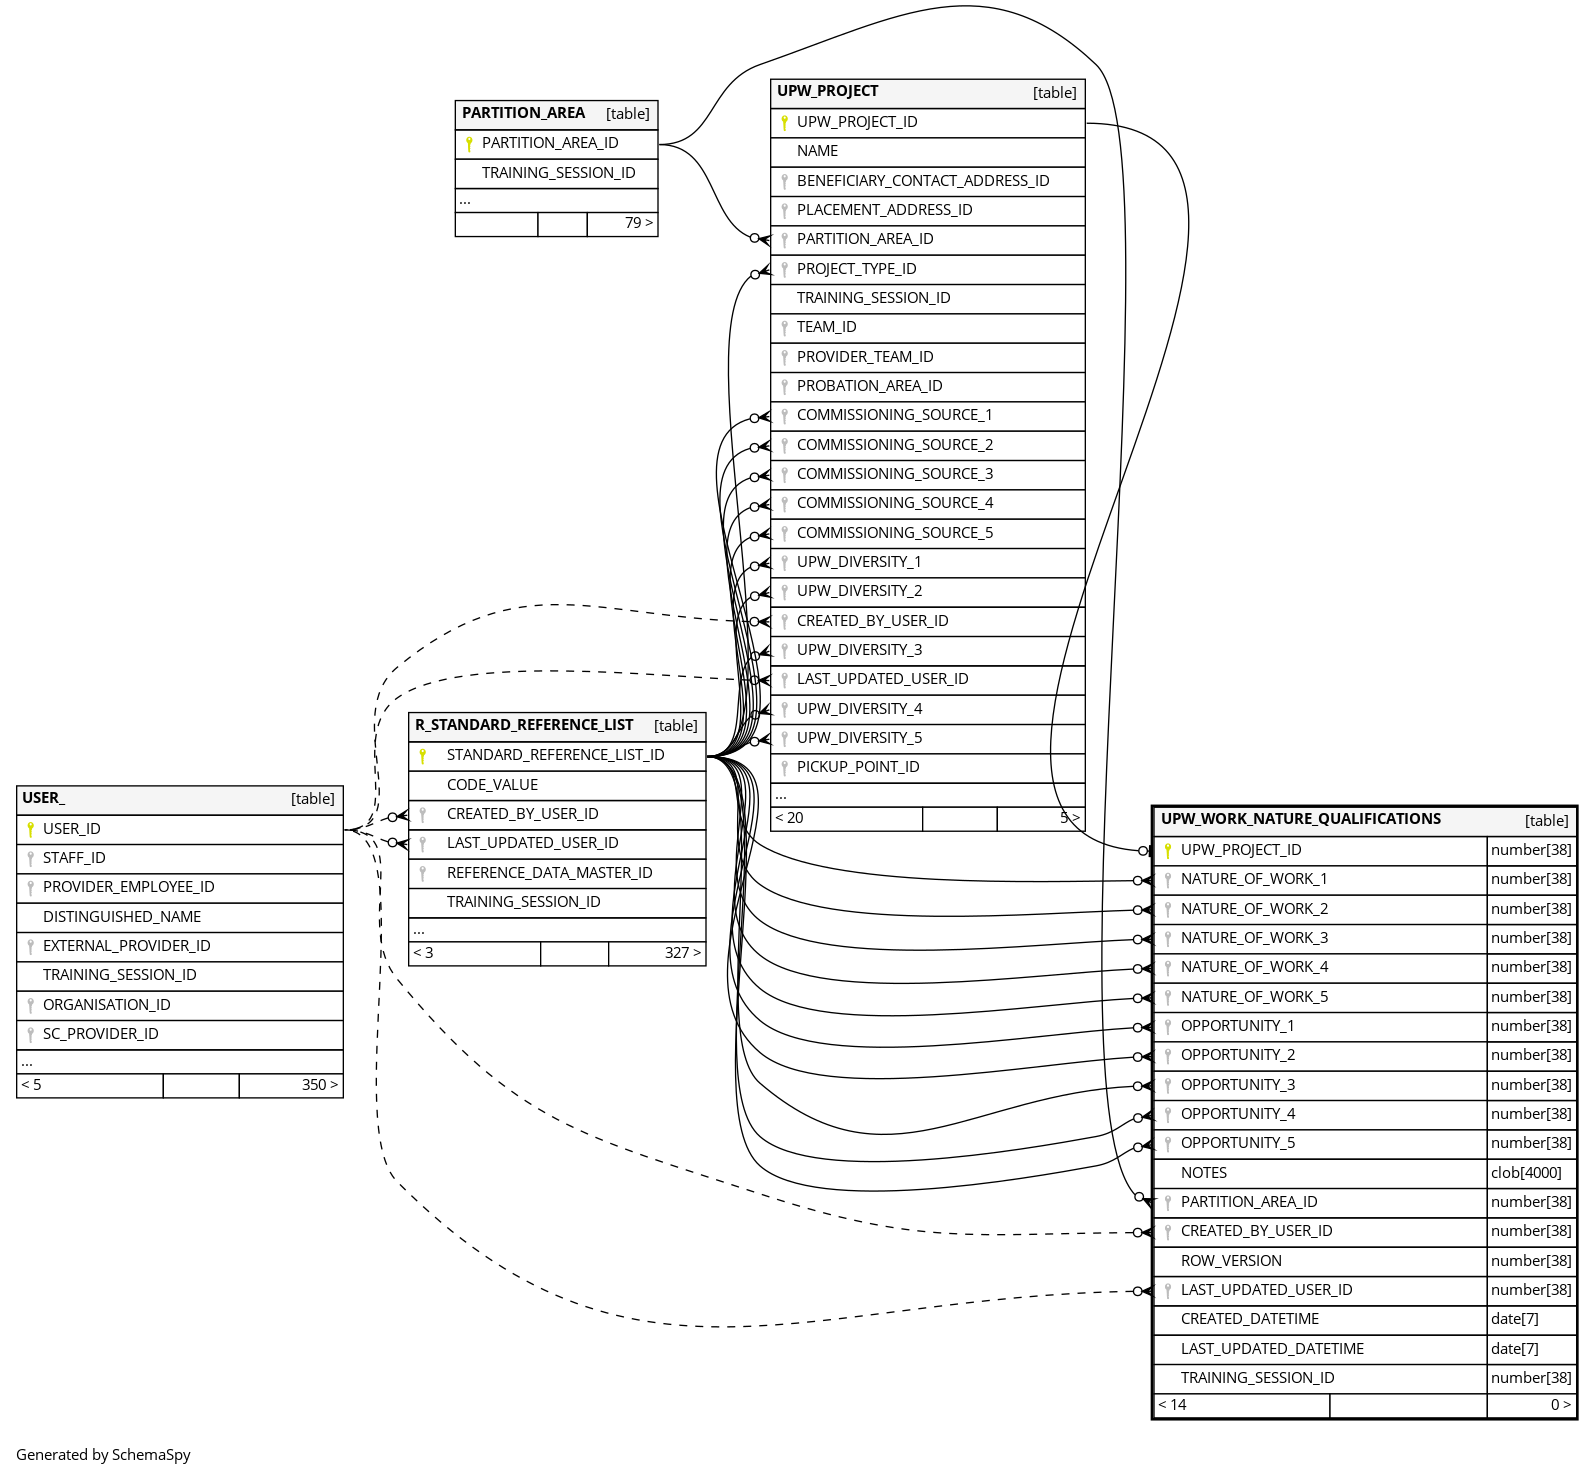 PARTITION_AREA [table]
PARTITION_AREA_ID
TRAINING_SESSION_ID
...
79 >
UPW_PROJECT [table]
UPW_PROJECT_ID
NAME
BENEFICIARY_CONTACT_ADDRESS_ID
PLACEMENT_ADDRESS_ID
PARTITION_AREA_ID
PROJECT_TYPE_ID
TRAINING_SESSION_ID
TEAM_ID
PROVIDER_TEAM_ID
PROBATION_AREA_ID
COMMISSIONING_SOURCE_1
COMMISSIONING_SOURCE_2
COMMISSIONING_SOURCE_3
COMMISSIONING_SOURCE_4
COMMISSIONING_SOURCE_5
UPW_DIVERSITY_1
UPW_DIVERSITY_2
CREATED_BY_USER_ID
UPW_DIVERSITY_3
LAST_UPDATED_USER_ID
UPW_DIVERSITY_4
UPW_DIVERSITY_5
PICKUP_POINT_ID
...
< 20 5 >
R_STANDARD_REFERENCE_LIST [table]
STANDARD_REFERENCE_LIST_ID
CODE_VALUE
CREATED_BY_USER_ID
LAST_UPDATED_USER_ID
REFERENCE_DATA_MASTER_ID
TRAINING_SESSION_ID
...
< 3 327 >
USER_ [table]
USER_ID
STAFF_ID
PROVIDER_EMPLOYEE_ID
DISTINGUISHED_NAME
EXTERNAL_PROVIDER_ID
TRAINING_SESSION_ID
ORGANISATION_ID
SC_PROVIDER_ID
...
< 5 350 >
UPW_WORK_NATURE_QUALIFICATIONS [table]
UPW_PROJECT_ID number[38]
NATURE_OF_WORK_1 number[38]
NATURE_OF_WORK_2 number[38]
NATURE_OF_WORK_3 number[38]
NATURE_OF_WORK_4 number[38]
NATURE_OF_WORK_5 number[38]
OPPORTUNITY_1 number[38]
OPPORTUNITY_2 number[38]
OPPORTUNITY_3 number[38]
OPPORTUNITY_4 number[38]
OPPORTUNITY_5 number[38]
NOTES clob[4000]
PARTITION_AREA_ID number[38]
CREATED_BY_USER_ID number[38]
ROW_VERSION number[38]
LAST_UPDATED_USER_ID number[38]
CREATED_DATETIME date[7]
LAST_UPDATED_DATETIME date[7]
TRAINING_SESSION_ID number[38]
< 14 0 >
Generated by SchemaSpy